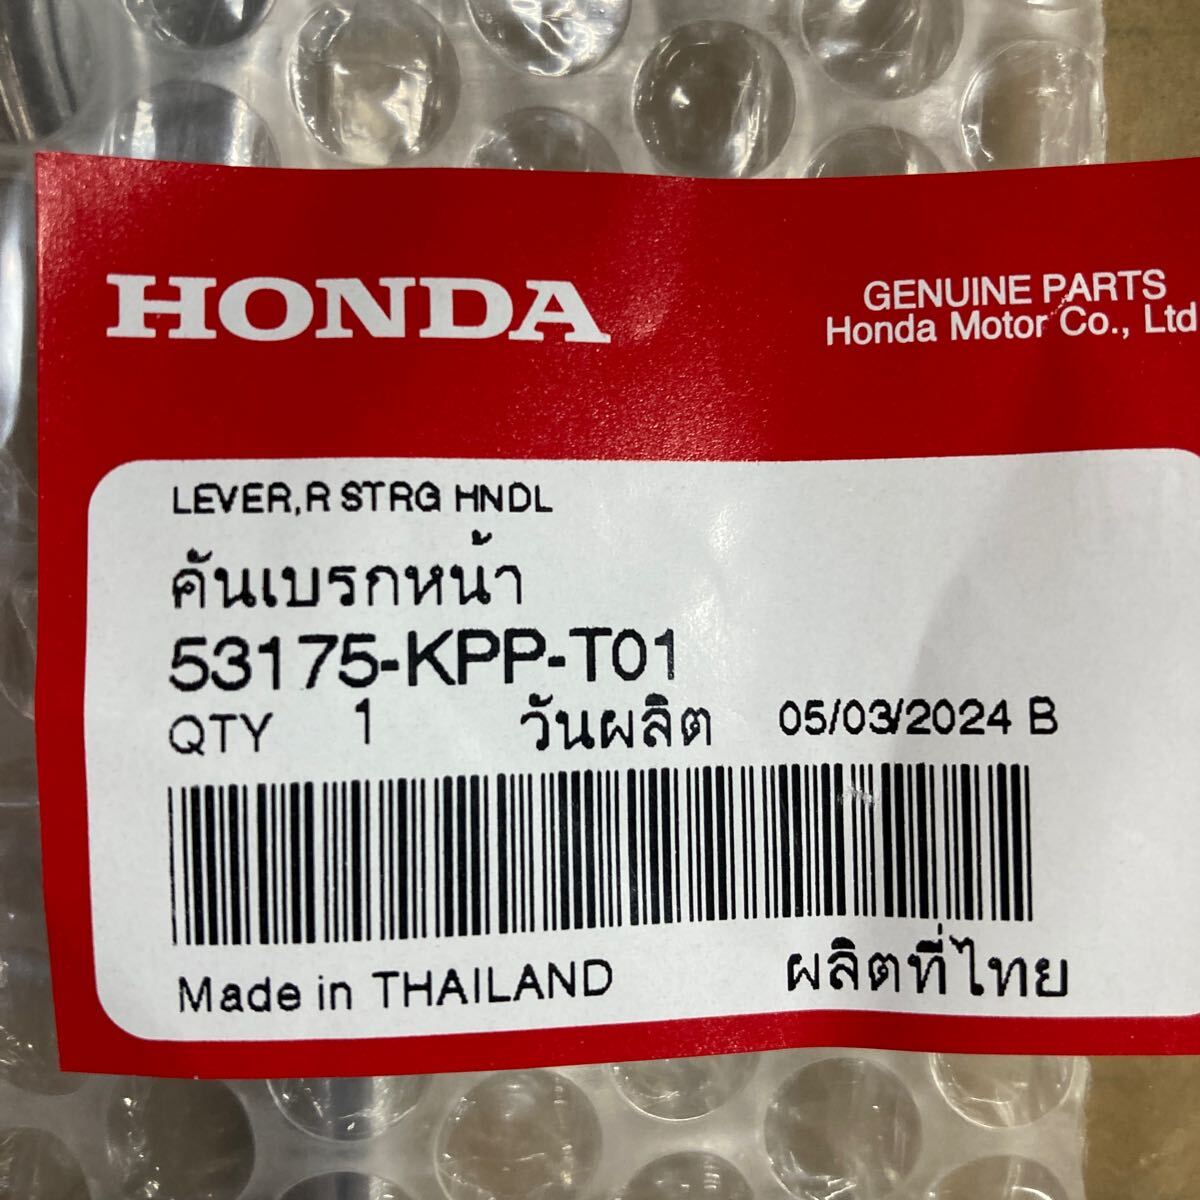 HONDA
GENUINE PARTS
Honda Motor Co., Ltd
LEVER,R STRG HNDL
คันเบรกหน้า
53175-KPP-T01
QTY 1 วันผลิต 05/03/2024 B
Made in THAILAND ผลิตที่ไทย